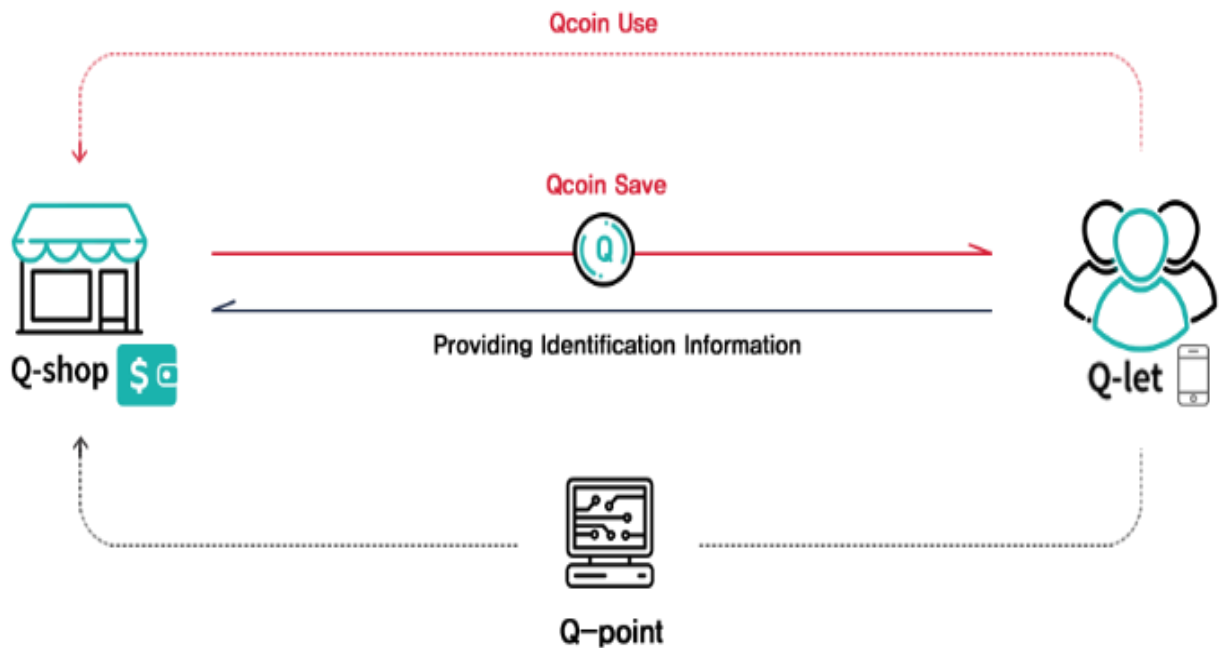 Qcoin Use
Qcoin Save
Q
Providing Identification Information
Q-shop
$
Q-let
Q-point